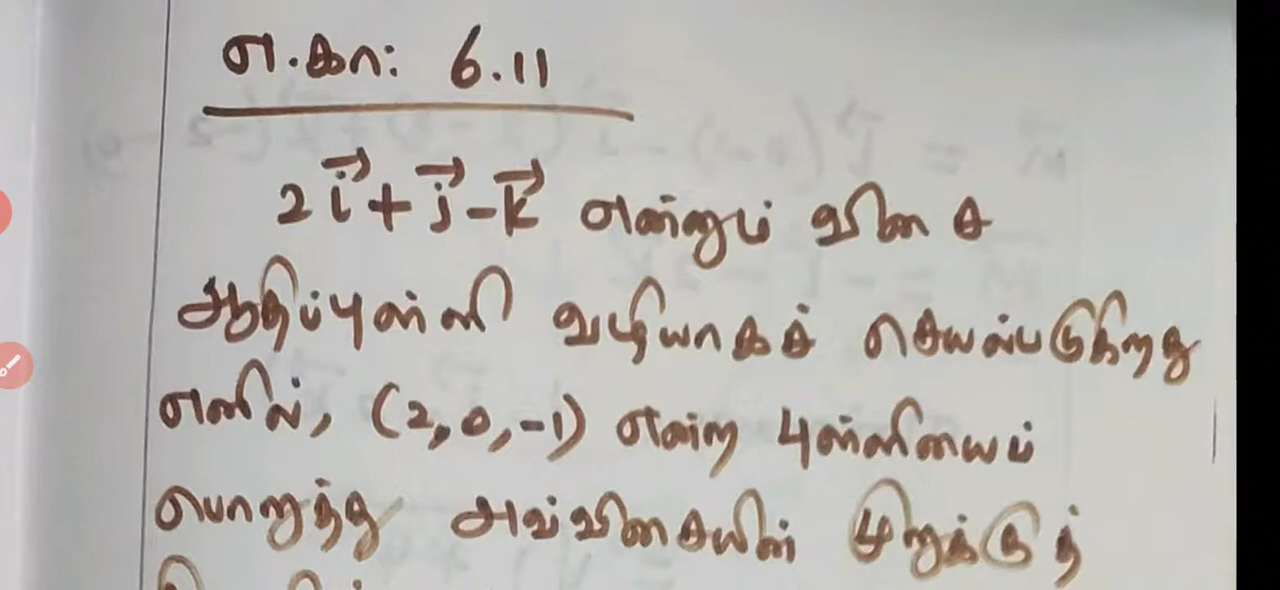 எ.கா: 6.11
2i⃗ + j⃗ - k⃗ என்னும் விசை
ஆதிப்புள்ளி வழியாகச் செயல்படுகிறது
எனில், (2,0,-1) என்ற புள்ளியைப்
பொறுத்து அவ்விசையின் முறுக்குத்